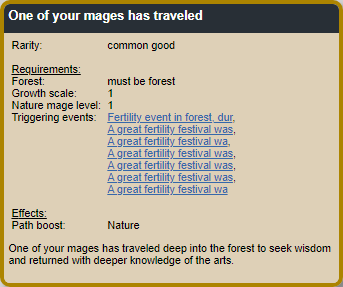 One of your mages has traveled
Rarity: common good
Requirements:
Forest: must be forest
Growth scale: 1
Nature mage level: 1
Triggering events: Fertility event in forest, dur,
A great fertility festival was,
A great fertility festival wa,
A great fertility festival was,
A great fertility festival was,
A great fertility festival was,
A great fertility festival wa
Effects:
Path boost: Nature
One of your mages has traveled deep into the forest to seek wisdom
and returned with deeper knowledge of the arts.